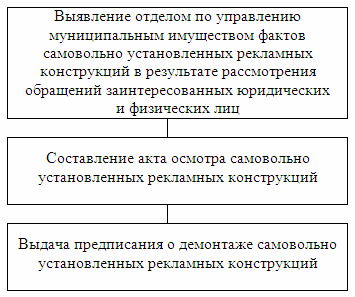 Выявление отделом по управлению
муниципальным имуществом фактов
самовольно установленных рекламных
конструкций в результате рассмотрения
обращений заинтересованных юридических
и физических лиц
Составление акта осмотра самовольно
установленных рекламных конструкций
Выдача предписания о демонтаже самовольно
установленных рекламных конструкций